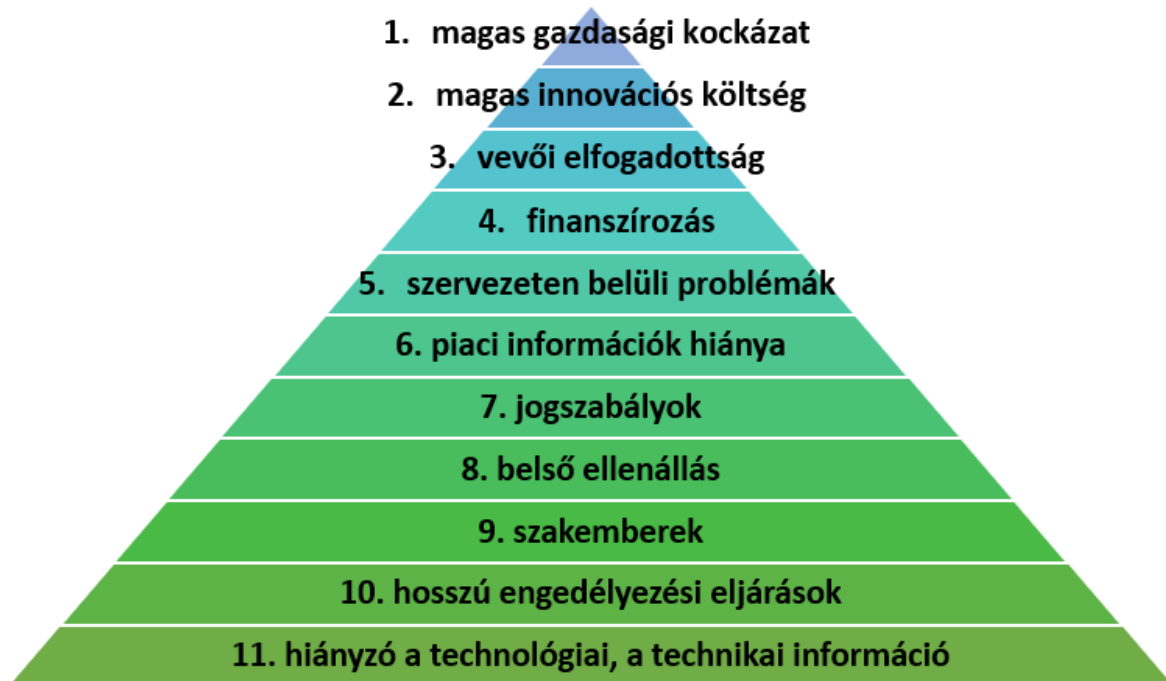 1. magas gazdasági kockázat
2. magas innovációs költség
3. vevői elfogadottság
4. finanszírozás
5. szervezeten belüli problémák
6. piaci információk hiánya
7. jogszabályok
8. belső ellenállás
9. szakemberek
10. hosszú engedélyezési eljárások
11. hiányzó a technológiai, a technikai információ